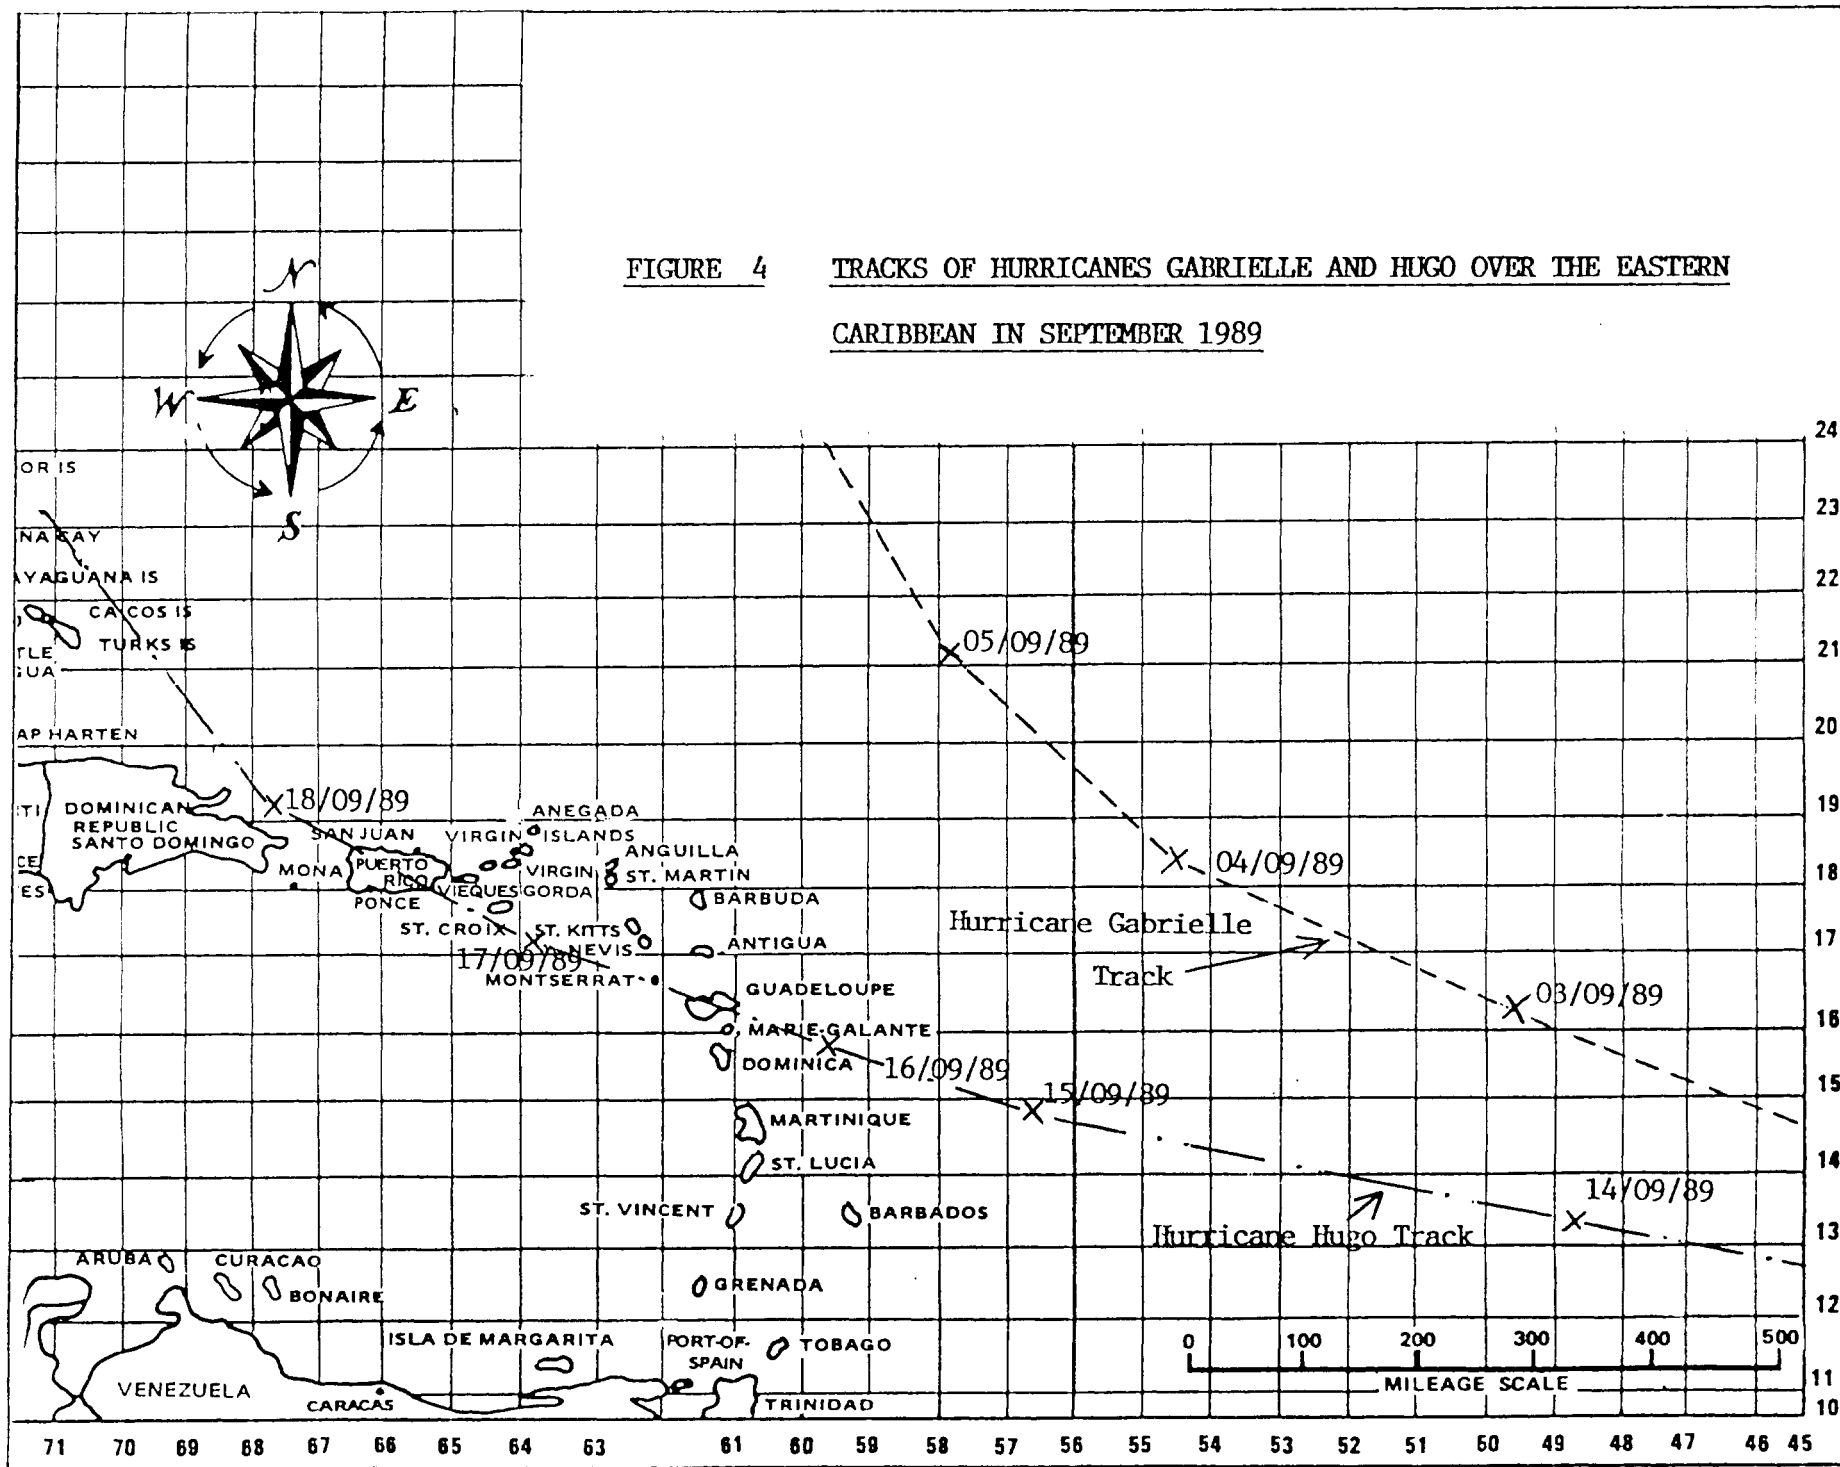 FIGURE 4 TRACKS OF HURRICANES GABRIELLE AND HUGO OVER THE EASTERN
CARIBBEAN IN SEPTEMBER 1989
N
W E
S
24
OR IS
23
NA CAY
22
AYAGUANA IS
CAICOS IS
TURKS IS
TLE
GUA
05/09/89
21
20
AP HARTEN
19
18/09/89
ANEGADA
TI
DOMINICAN
REPUBLIC
SANTO DOMINGO
SAN JUAN
VIRGIN ISLANDS
ANGUILLA
CE
ES
MONA
PUERTO
RICO
VIRGIN
GORDA
ST. MARTIN
04/09/89
18
VIEQUES
PONCE
BARBUDA
ST. CROIX
ST. KITTS
NEVIS
ANTIGUA
Hurricane Gabrielle
Track
17
17/09/89
MONTSERRAT
GUADELOUPE
03/09/89
16
MARIE-GALANTE
DOMINICA
16/09/89
15/09/89
15
MARTINIQUE
ST. LUCIA
14
14/09/89
ST. VINCENT
BARBADOS
Hurricane Hugo Track
13
ARUBA
CURACAO
BONAIRE
GRENADA
12
ISLA DE MARGARITA
PORT-OF-
SPAIN
TOBAGO
0 100 200 300 400 500
MILEAGE SCALE
11
VENEZUELA
CARACAS
TRINIDAD
10
71 70 69 68 67 66 65 64 63 61 60 59 58 57 56 55 54 53 52 51 50 49 48 47 46 45